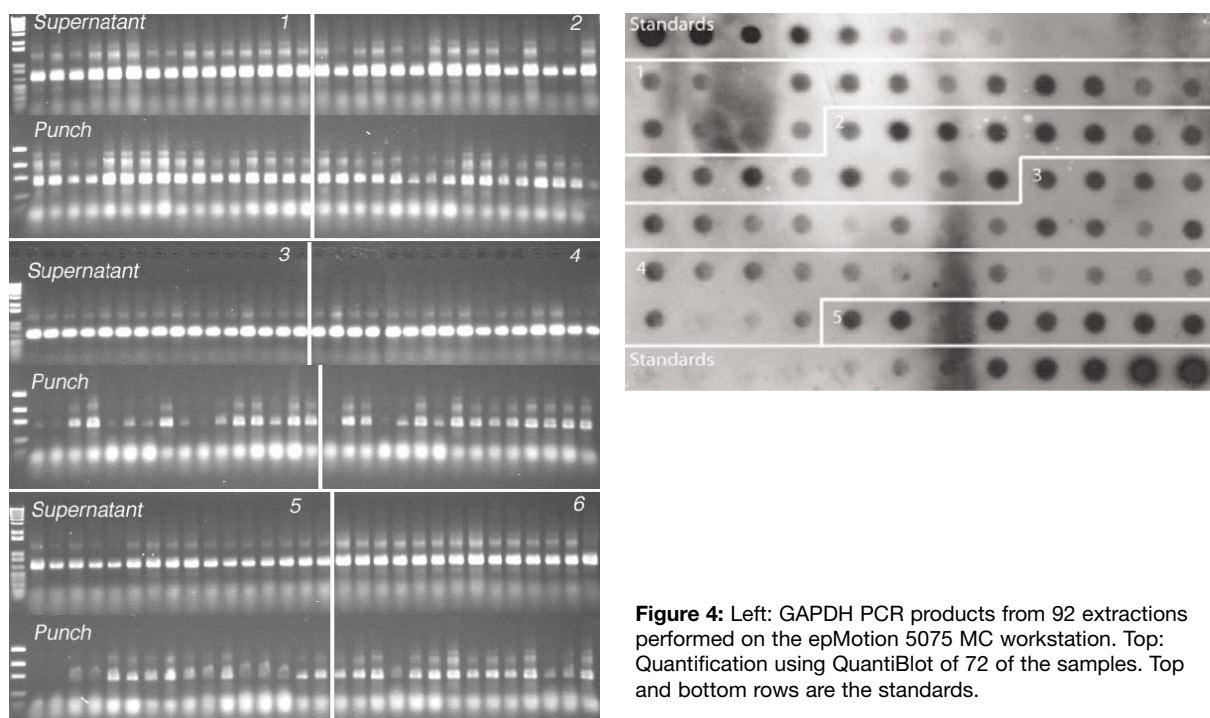 Supernatant 1 2
Punch
Supernatant 3 4
Punch
Supernatant 5 6
Punch
Standards
1
2
3
4
5
Standards
Figure 4: Left: GAPDH PCR products from 92 extractions
performed on the epMotion 5075 MC workstation. Top:
Quantification using QuantiBlot of 72 of the samples. Top
and bottom rows are the standards.